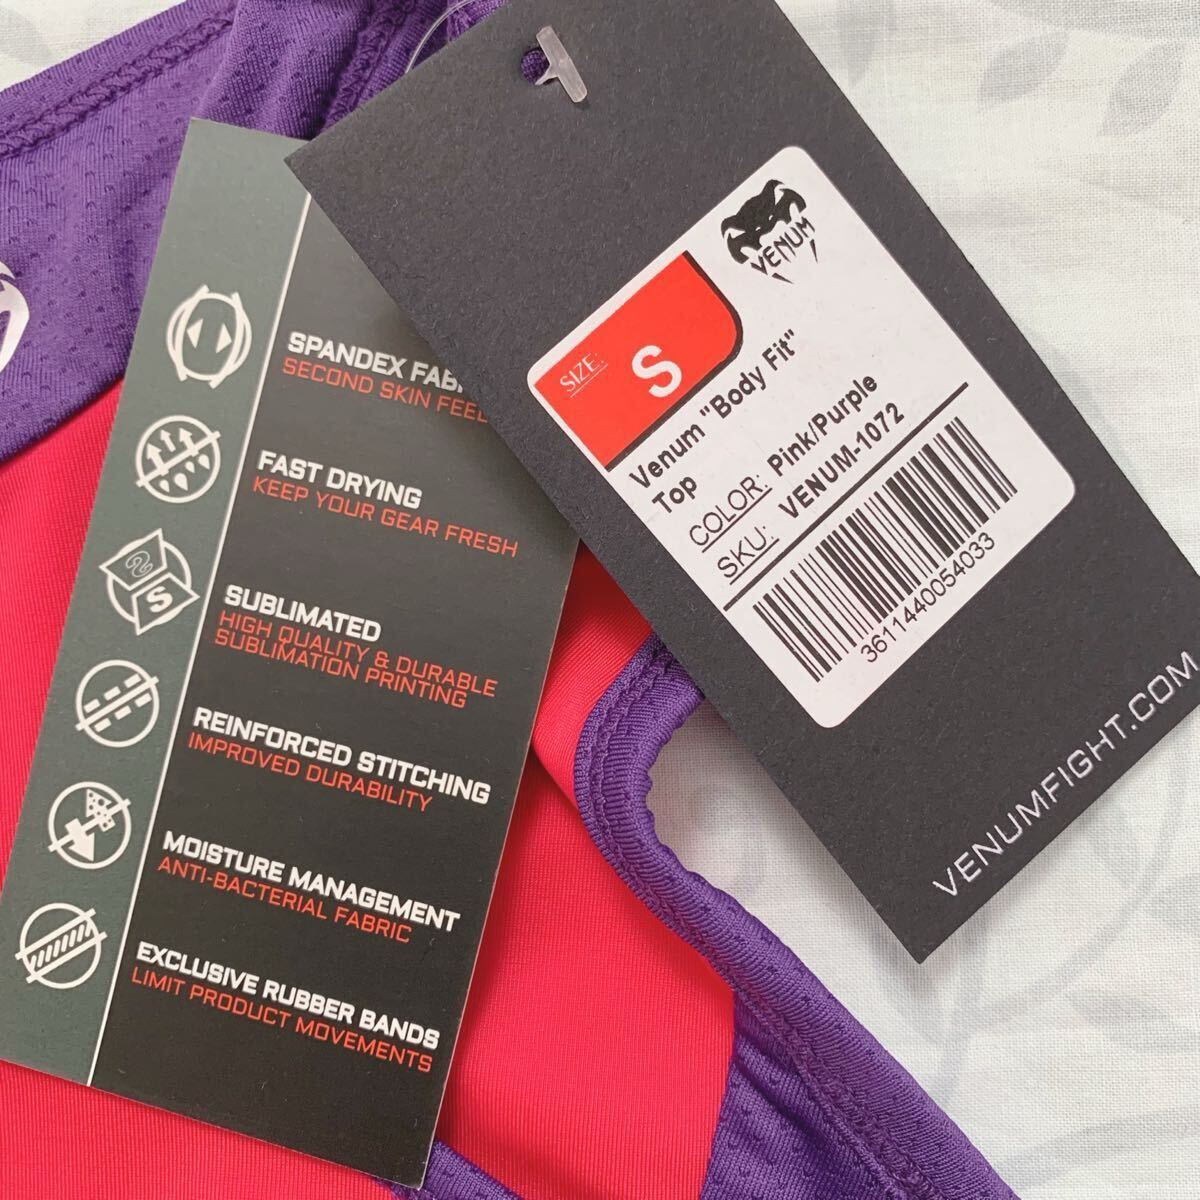 SPANDEX
SECOND SKIN FEEL
FAST DRYING
KEEP YOUR GEAR FRESH
S
SUBLIMATED
HIGH QUALITY & DURABLE
SUBLIMATION PRINTING
REINFORCED STITCHING
IMPROVED DURABILITY
MOISTURE MANAGEMENT
ANTI-BACTERIAL FABRIC
EXCLUSIVE RUBBER BANDS
LIMIT PRODUCT MOVEMENTS
VENUM
SIZE: S
Venum "Body Fit"
Top
COLOR: Pink/Purple
SKU: VENUM-1072
3611440054033
VENUMFIGHT.COM